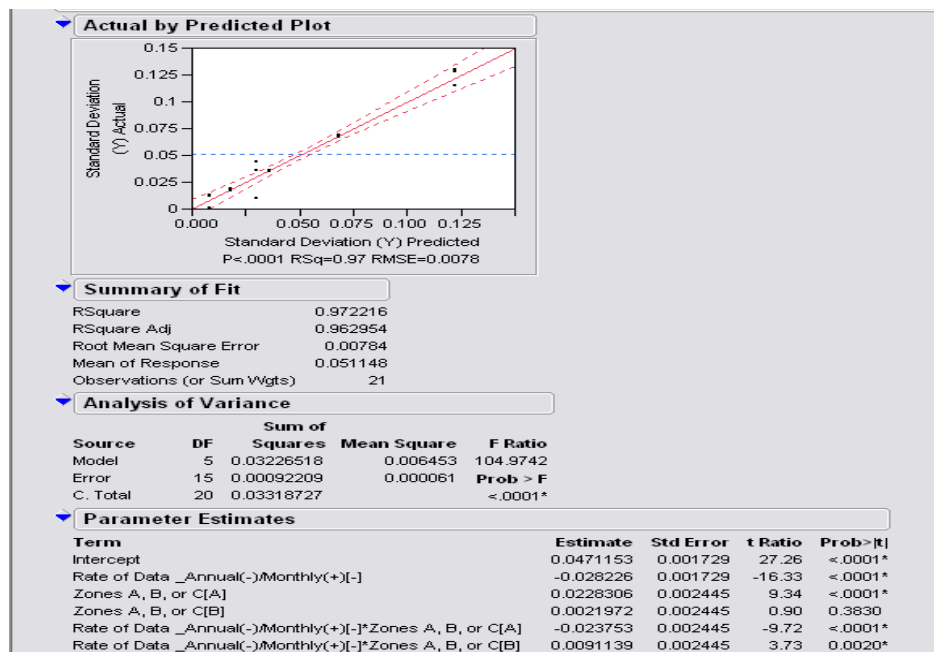 Actual by Predicted Plot
0.15
0.125
0.1
0.075
0.05
0.025
0
Standard Deviation
(Y) Actual
0.000 0.050 0.075 0.100 0.125
Standard Deviation (Y) Predicted
P<.0001 RSq=0.97 RMSE=0.0078
Summary of Fit
RSquare 0.972216
RSquare Adj 0.962954
Root Mean Square Error 0.00784
Mean of Response 0.051148
Observations (or Sum Wgts) 21
Analysis of Variance
Sum of
Source DF Squares Mean Square F Ratio
Model 5 0.03226518 0.006453 104.9742
Error 15 0.00092209 0.000061 Prob > F
C. Total 20 0.03318727 <.0001*
Parameter Estimates
Term Estimate Std Error t Ratio Prob>|t|
Intercept 0.0471153 0.001729 27.26 <.0001*
Rate of Data _Annual(-)/Monthly(+)[-] -0.028226 0.001729 -16.33 <.0001*
Zones A, B, or C[A] 0.0228306 0.002445 9.34 <.0001*
Zones A, B, or C[B] 0.0021972 0.002445 0.90 0.3830
Rate of Data _Annual(-)/Monthly(+)[-]*Zones A, B, or C[A] -0.023753 0.002445 -9.72 <.0001*
Rate of Data _Annual(-)/Monthly(+)[-]*Zones A, B, or C[B] 0.0091139 0.002445 3.73 0.0020*